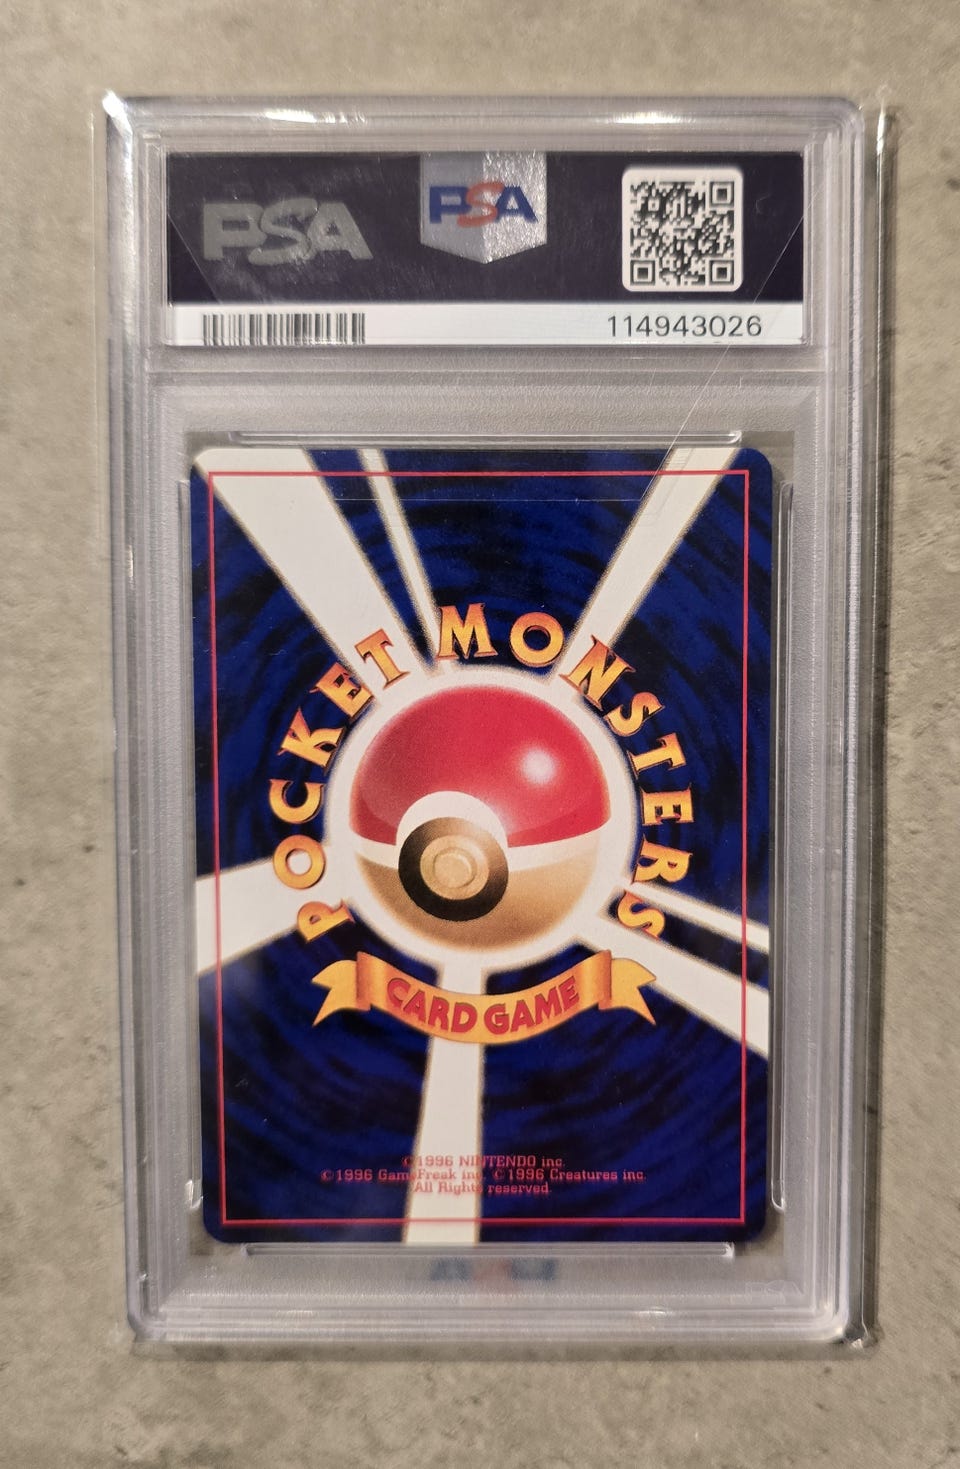 PSA
PSA
114943026
POCKET MONSTERS
CARD GAME
©1996 NINTENDO inc.
©1996 GameFreak inc. ©1996 Creatures inc.
All Rights reserved.